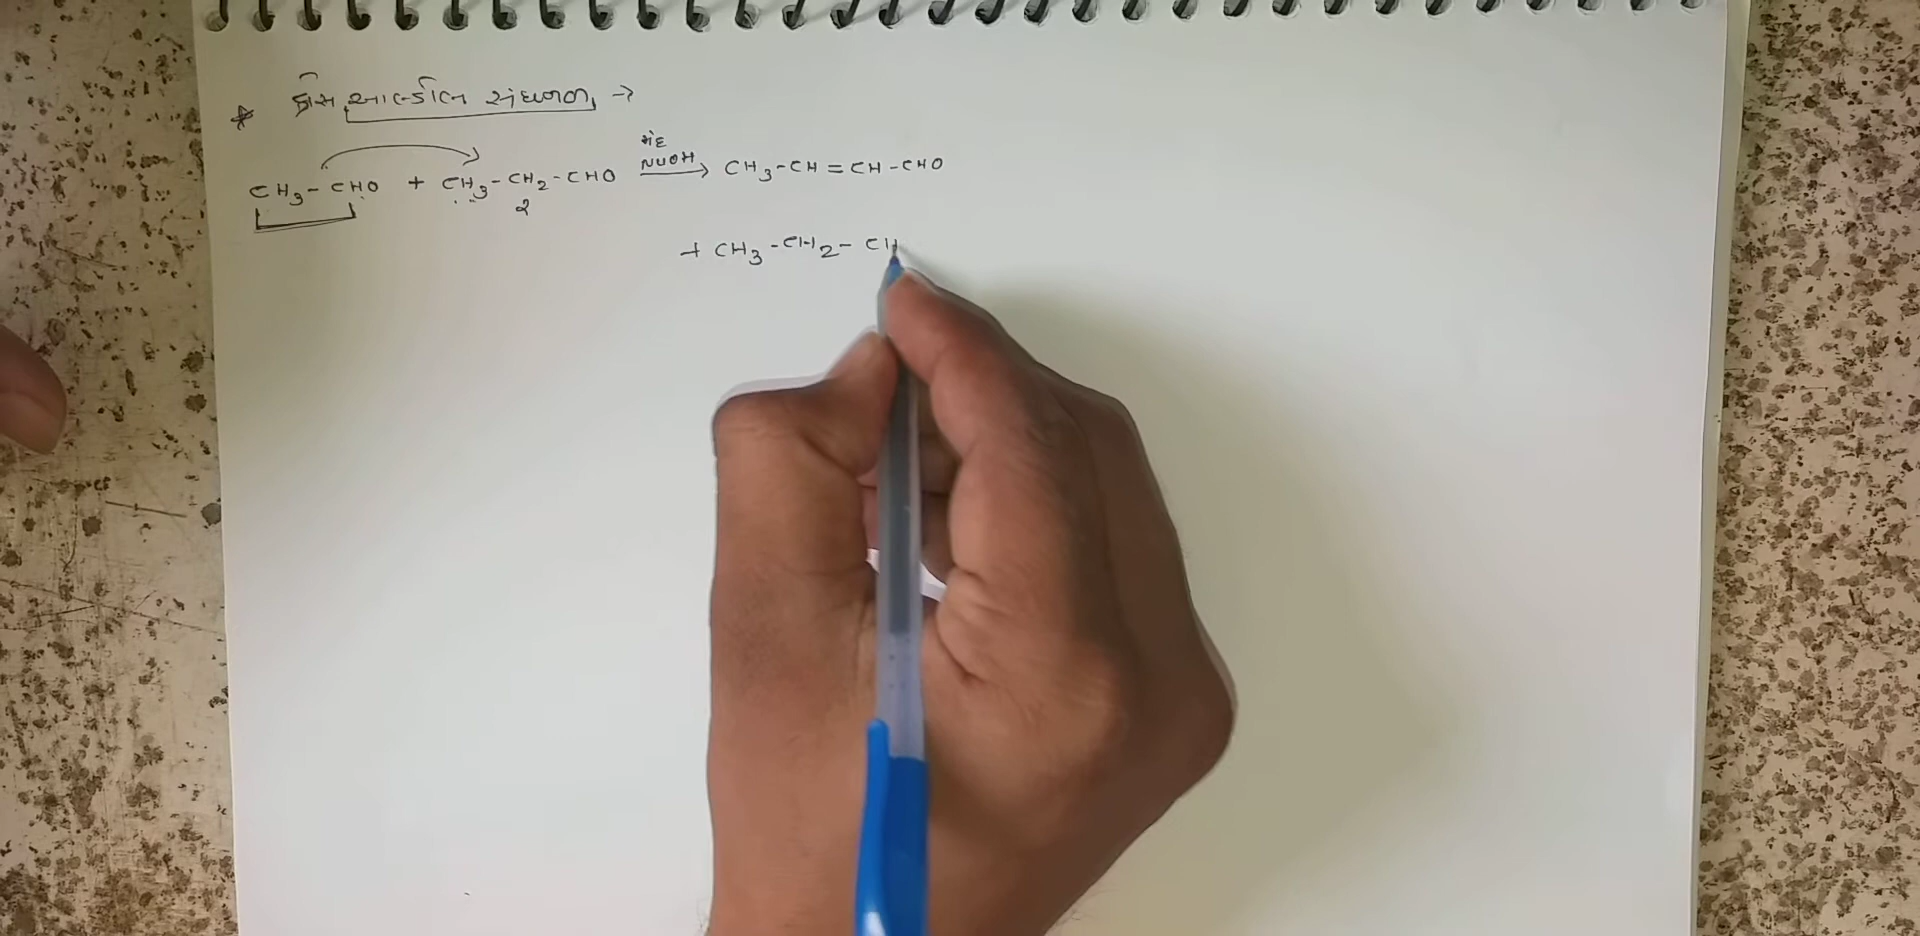 * ક્રોસ આલ્ડોલ સંઘનન →
CH3-CHO + CH3-CH2-CHO મંદ NaOH → CH3-CH=CH-CHO
2
+ CH3-CH2-CH